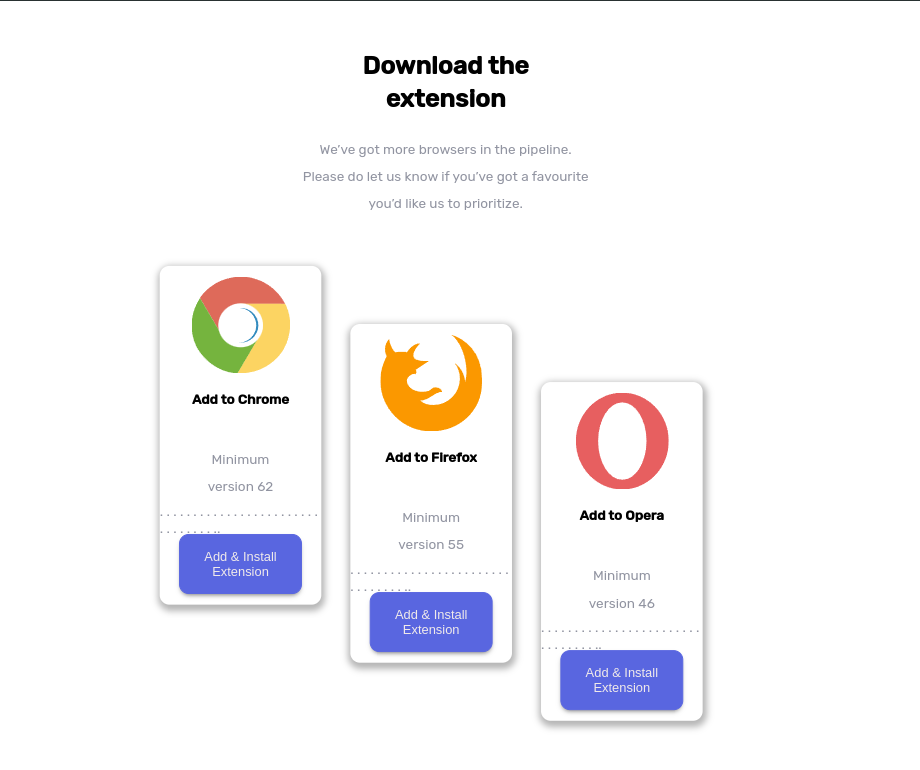 Download the
extension
We've got more browsers in the pipeline.
Please do let us know if you've got a favourite
you'd like us to prioritize.
Add to Chrome
Minimum
version 62
. . . . . . . . . . . . . . . . . . . . . . . .
. . . . . . . . ..
Add & Install
Extension
Add to Firefox
Minimum
version 55
. . . . . . . . . . . . . . . . . . . . . . . .
. . . . . . . . ..
Add & Install
Extension
Add to Opera
Minimum
version 46
. . . . . . . . . . . . . . . . . . . . . . . .
. . . . . . . . ..
Add & Install
Extension